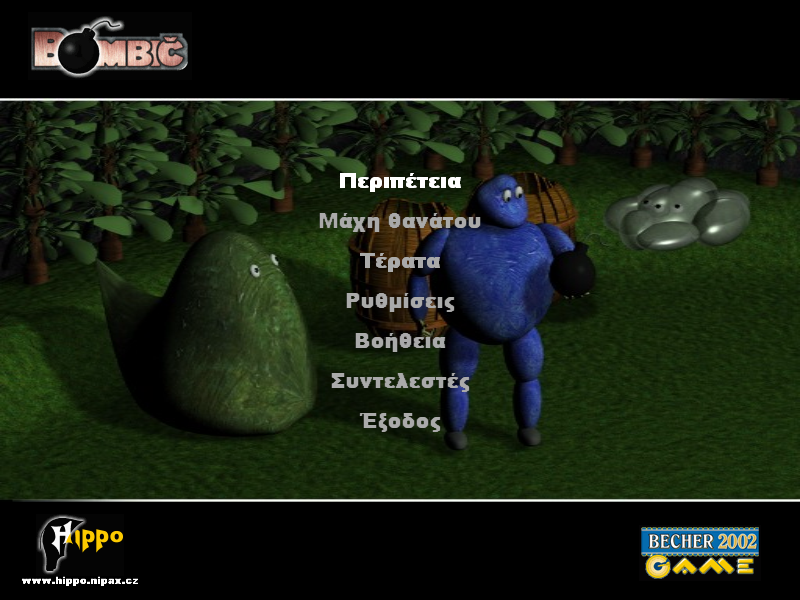 BOMBIČ
Περιπέτεια
Μάχη θανάτου
Τέρατα
Ρυθμίσεις
Βοήθεια
Συντελεστές
Έξοδος
Hippo
www.hippo.nipax.cz
BECHER 2002
GAME